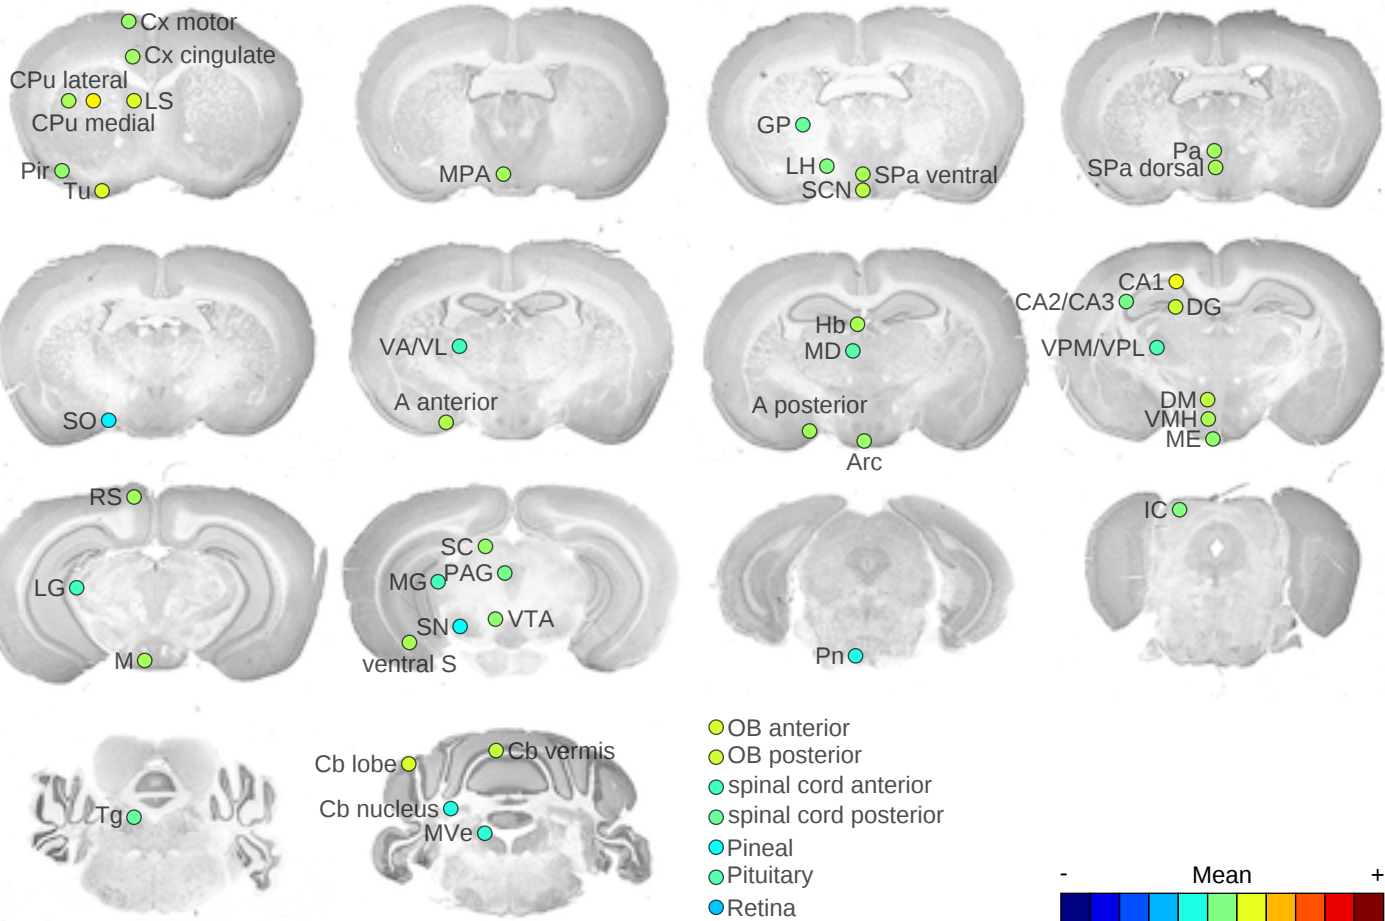 Cx motor
Cx cingulate
CPu lateral
LS
CPu medial
Pir
Tu
MPA
GP
LH
SPa ventral
SCN
Pa
SPa dorsal
SO
VA/VL
A anterior
Hb
MD
A posterior
Arc
CA1
CA2/CA3
DG
VPM/VPL
DM
VMH
ME
RS
LG
M
SC
MG
PAG
SN
VTA
ventral S
Pn
IC
Tg
Cb lobe
Cb vermis
Cb nucleus
MVe
OB anterior
OB posterior
spinal cord anterior
spinal cord posterior
Pineal
Pituitary
Retina
- Mean +